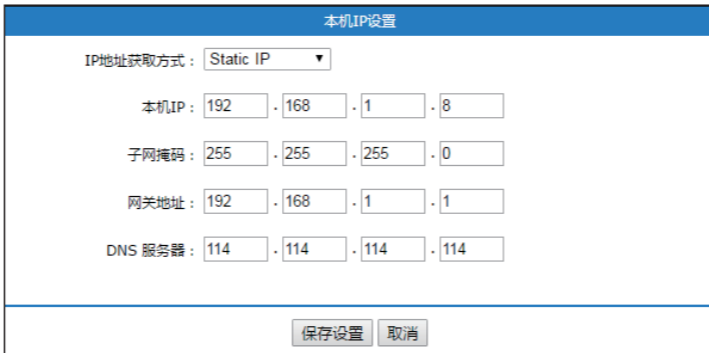 本机IP设置
IP地址获取方式： Static IP
本机IP： 192 . 168 . 1 . 8
子网掩码： 255 . 255 . 255 . 0
网关地址： 192 . 168 . 1 . 1
DNS 服务器： 114 . 114 . 114 . 114
保存设置 取消